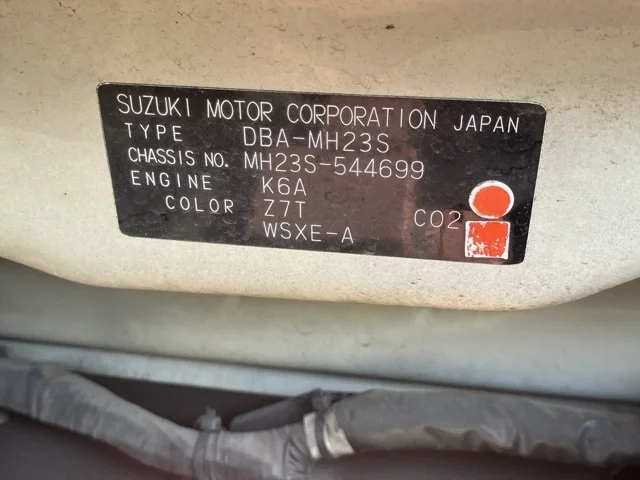 SUZUKI MOTOR CORPORATION JAPAN
TYPE DBA-MH23S
CHASSIS NO. MH23S-544699
ENGINE K6A
COLOR Z7T CO2
WSXE-A